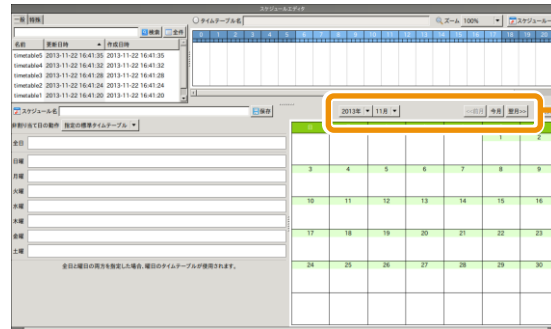 スケジュールエディタ
一般 特殊
タイムテーブル名
ズーム 100%
検索 全件
0 1 2 3 4 5 6 7 8 9 10 11 12 13 14 15 16 17 18 19 20
名前 更新日時 作成日時
timetable5 2013-11-22 16:41:35 2013-11-22 16:41:35
timetable4 2013-11-22 16:41:32 2013-11-22 16:41:32
timetable3 2013-11-22 16:41:28 2013-11-22 16:41:28
timetable2 2013-11-22 16:41:24 2013-11-22 16:41:24
timetable1 2013-11-22 16:41:20 2013-11-22 16:41:20
スケジュール名 保存
2013年 11月 <<前月 今月 翌月>>
非割り当て日の動作 指定の標準タイムテーブル
全日
日曜
月曜
火曜
水曜
木曜
金曜
土曜
全日と曜日の両方を指定した場合、曜日のタイムテーブルが使用されます。
1 2
3 4 5 6 7 8 9
10 11 12 13 14 15 16
17 18 19 20 21 22 23
24 25 26 27 28 29 30